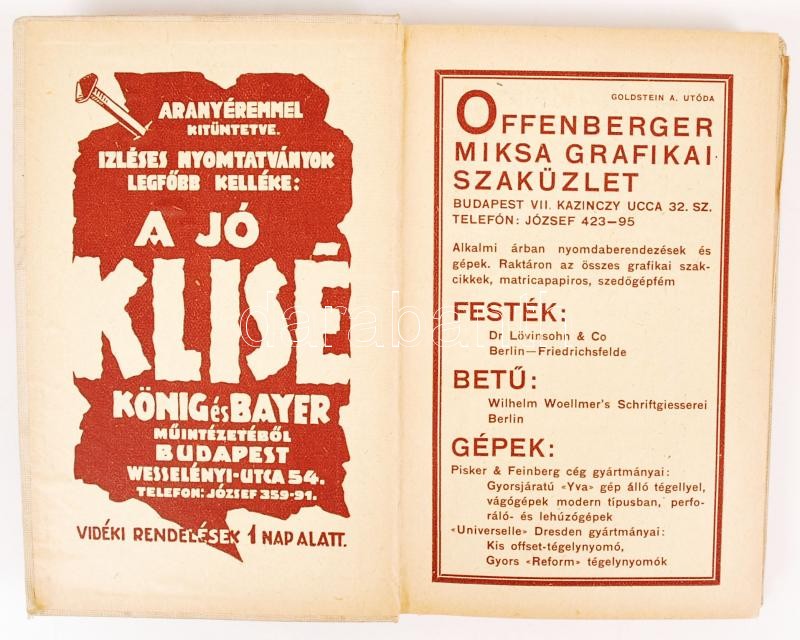 ARANYÉREMMEL
KITÜNTETVE.
IZLÉSES NYOMTATVÁNYOK
LEGFŐBB KELLÉKE:
A JÓ
KLISÉ
KÖNIG és BAYER
MŰINTÉZETÉBŐL
BUDAPEST
WESSELÉNYI-UTCA 54.
TELEFON: JÓZSEF 359-91.
VIDÉKI RENDELÉSEK 1 NAP ALATT.
GOLDSTEIN A. UTÓDA
OFFENBERGER
MIKSA GRAFIKAI
SZAKÜZLET
BUDAPEST VII. KAZINCZY UCCA 32. SZ.
TELEFÓN: JÓZSEF 423—95
Alkalmi árban nyomdaberendezések és
gépek. Raktáron az összes grafikai szak-
cikkek, matricapapiros, szedőgépfém
FESTÉK:
Dr Lövinsohn & Co
Berlin—Friedrichsfelde
BETŰ:
Wilhelm Woellmer's Schriftgiesserei
Berlin
GÉPEK:
Pisker & Feinberg cég gyártmányai:
Gyorsjáratú «Yva» gép álló tégellyel,
vágógépek modern típusban, perfo-
ráló- és lehúzógépek
«Universelle» Dresden gyártmányai:
Kis offset-tégelynyomó,
Gyors «Reform» tégelynyomók